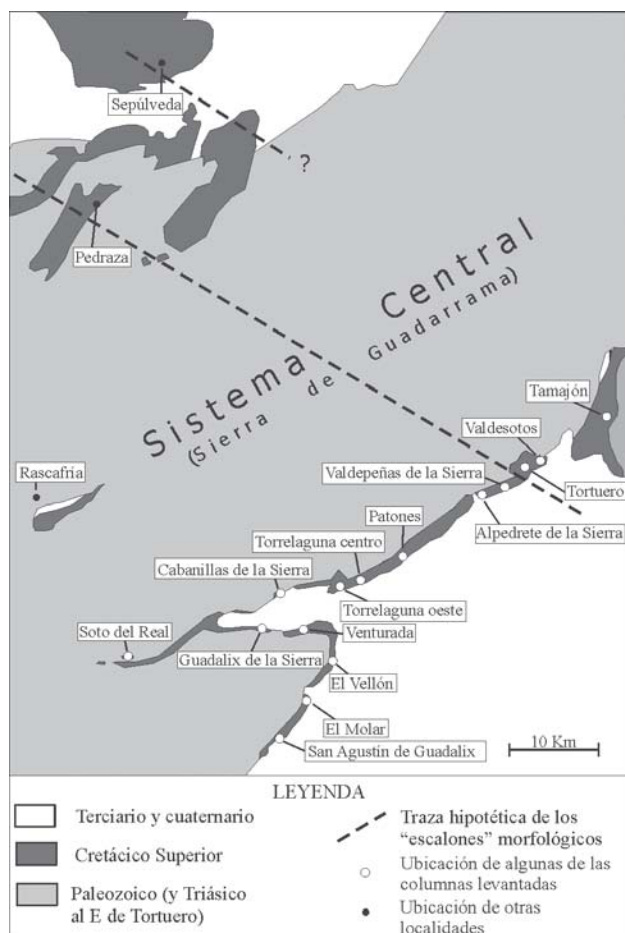 Sepúlveda
?
Pedraza
Sistema Central
(Sierra de Guadarrama)
Tamajón
Valdesotos
Rascafría
Valdepeñas de la Sierra
Tortuero
Patones
Alpedrete de la Sierra
Torrelaguna centro
Cabanillas de la Sierra
Torrelaguna oeste
Soto del Real
Venturada
Guadalix de la Sierra
El Vellón
El Molar
San Agustín de Guadalix
10 Km
LEYENDA
Terciario y cuaternario
Cretácico Superior
Paleozoico (y Triásico
al E de Tortuero)
Traza hipotética de los
“escalones” morfológicos
Ubicación de algunas de las
columnas levantadas
Ubicación de otras
localidades